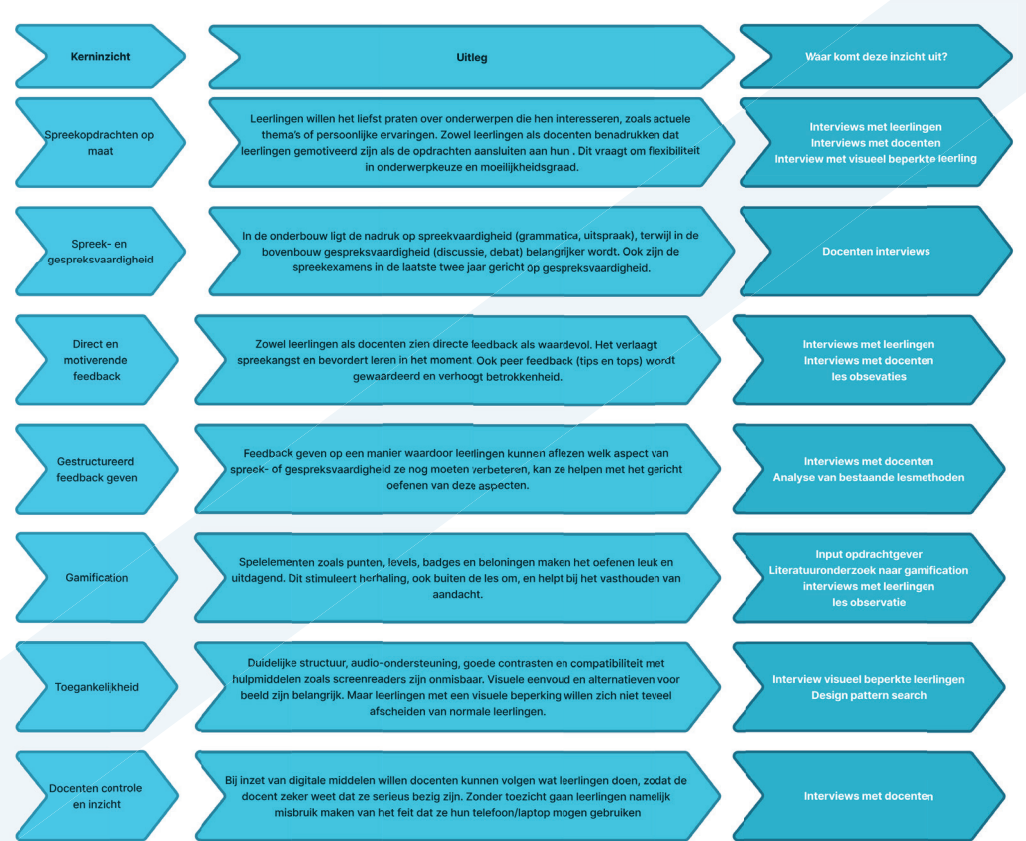 Kerninzicht
Uitleg
Waar komt deze inzicht uit?
Spreekopdrachten op
maat
Leerlingen willen het liefst praten over onderwerpen die hen interesseren, zoals actuele
thema's of persoonlijke ervaringen. Zowel leerlingen als docenten benadrukken dat
leerlingen gemotiveerd zijn als de opdrachten aansluiten aan hun . Dit vraagt om flexibiliteit
in onderwerpkeuze en moeilijkheidsgraad.
Interviews met leerlingen
Interviews met docenten
Interview met visueel beperkte leerling
Spreek- en
gespreksvaardigheid
In de onderbouw ligt de nadruk op spreekvaardigheid (grammatica, uitspraak), terwijl in de
bovenbouw gespreksvaardigheid (discussie, debat) belangrijker wordt. Ook zijn de
spreekexamens in de laatste twee jaar gericht op gespreksvaardigheid.
Docenten interviews
Direct en
motiverende
feedback
Zowel leerlingen als docenten zien directe feedback als waardevol. Het verlaagt
spreekangst en bevordert leren in het moment. Ook peer feedback (tips en tops) wordt
gewaardeerd en verhoogt betrokkenheid.
Interviews met leerlingen
Interviews met docenten
les obsevaties
Gestructureerd
feedback geven
Feedback geven op een manier waardoor leerlingen kunnen aflezen welk aspect van
spreek- of gespreksvaardigheid ze nog moeten verbeteren, kan ze helpen met het gericht
oefenen van deze aspecten.
Interviews met docenten
Analyse van bestaande lesmethoden
Gamification
Spelelementen zoals punten, levels, badges en beloningen maken het oefenen leuk en
uitdagend. Dit stimuleert herhaling, ook buiten de les om, en helpt bij het vasthouden van
aandacht.
Input opdrachtgever
Literatuuronderzoek naar gamification
interviews met leerlingen
les observatie
Toegankelijkheid
Duidelijke structuur, audio-ondersteuning, goede contrasten en compatibiliteit met
hulpmiddelen zoals screenreaders zijn onmisbaar. Visuele eenvoud en alternatieven voor
beeld zijn belangrijk. Maar leerlingen met een visuele beperking willen zich niet teveel
afscheiden van normale leerlingen.
Interview visueel beperkte leerlingen
Design pattern search
Docenten controle
en inzicht
Bij inzet van digitale middelen willen docenten kunnen volgen wat leerlingen doen, zodat de
docent zeker weet dat ze serieus bezig zijn. Zonder toezicht gaan leerlingen namelijk
misbruik maken van het feit dat ze hun telefoon/laptop mogen gebruiken
Interviews met docenten